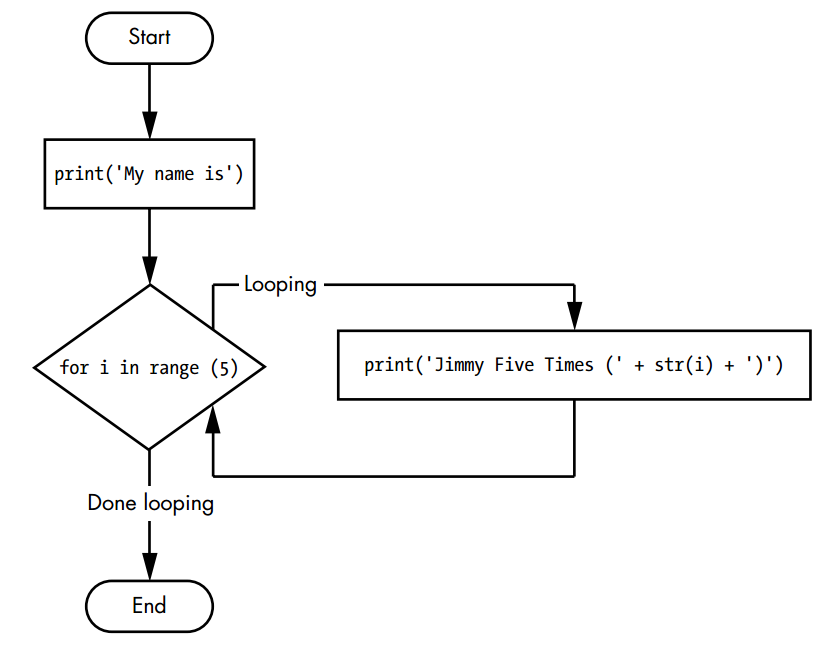 Start
print('My name is')
Looping
for i in range (5)
print('Jimmy Five Times (' + str(i) + ')')
Done looping
End